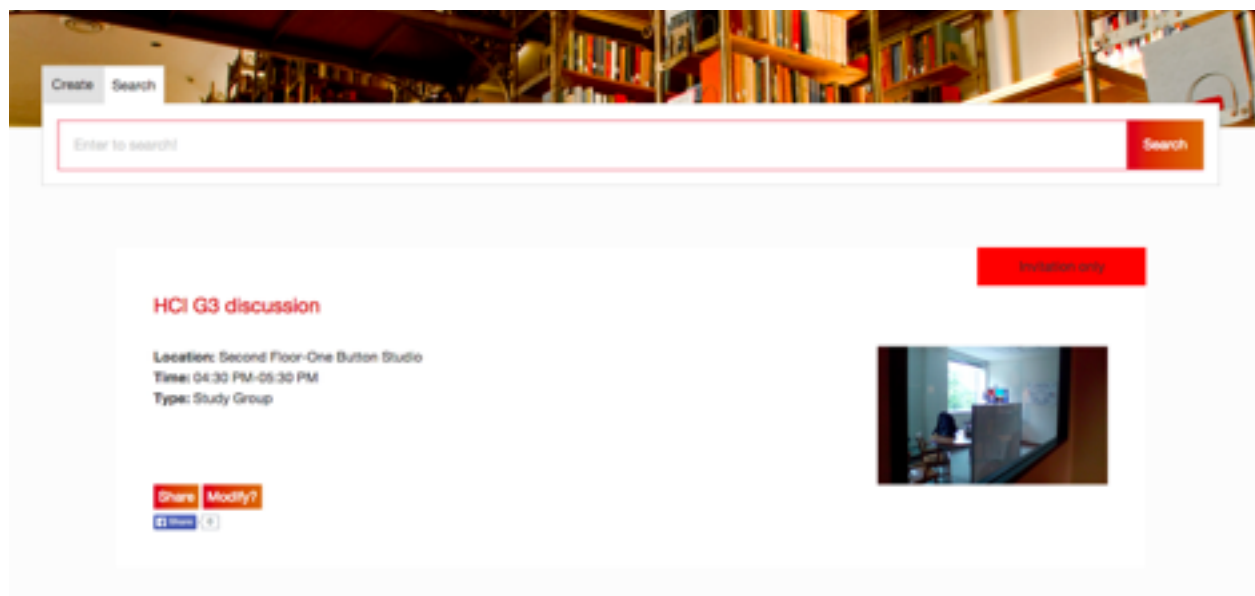 Create Search
Enter to search!
Search
Invitation only
HCI G3 discussion
Location: Second Floor-One Button Studio
Time: 04:30 PM-05:30 PM
Type: Study Group
Share Modify?
Share 0